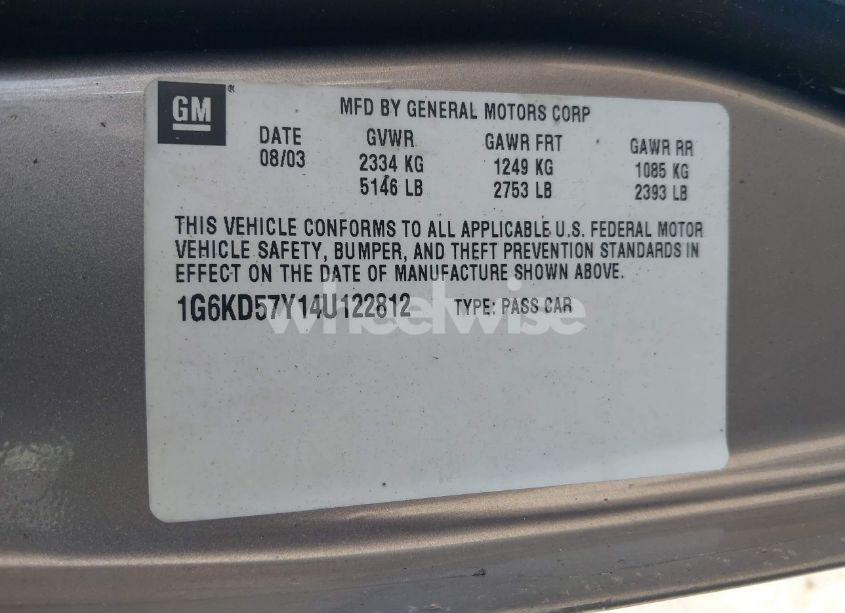 GM
MFD BY GENERAL MOTORS CORP
DATE GVWR GAWR FRT GAWR RR
08/03 2334 KG 1249 KG 1085 KG
5146 LB 2753 LB 2393 LB
THIS VEHICLE CONFORMS TO ALL APPLICABLE U.S. FEDERAL MOTOR
VEHICLE SAFETY, BUMPER, AND THEFT PREVENTION STANDARDS IN
EFFECT ON THE DATE OF MANUFACTURE SHOWN ABOVE.
1G6KD57Y14U122812 TYPE: PASS CAR
wheelwise